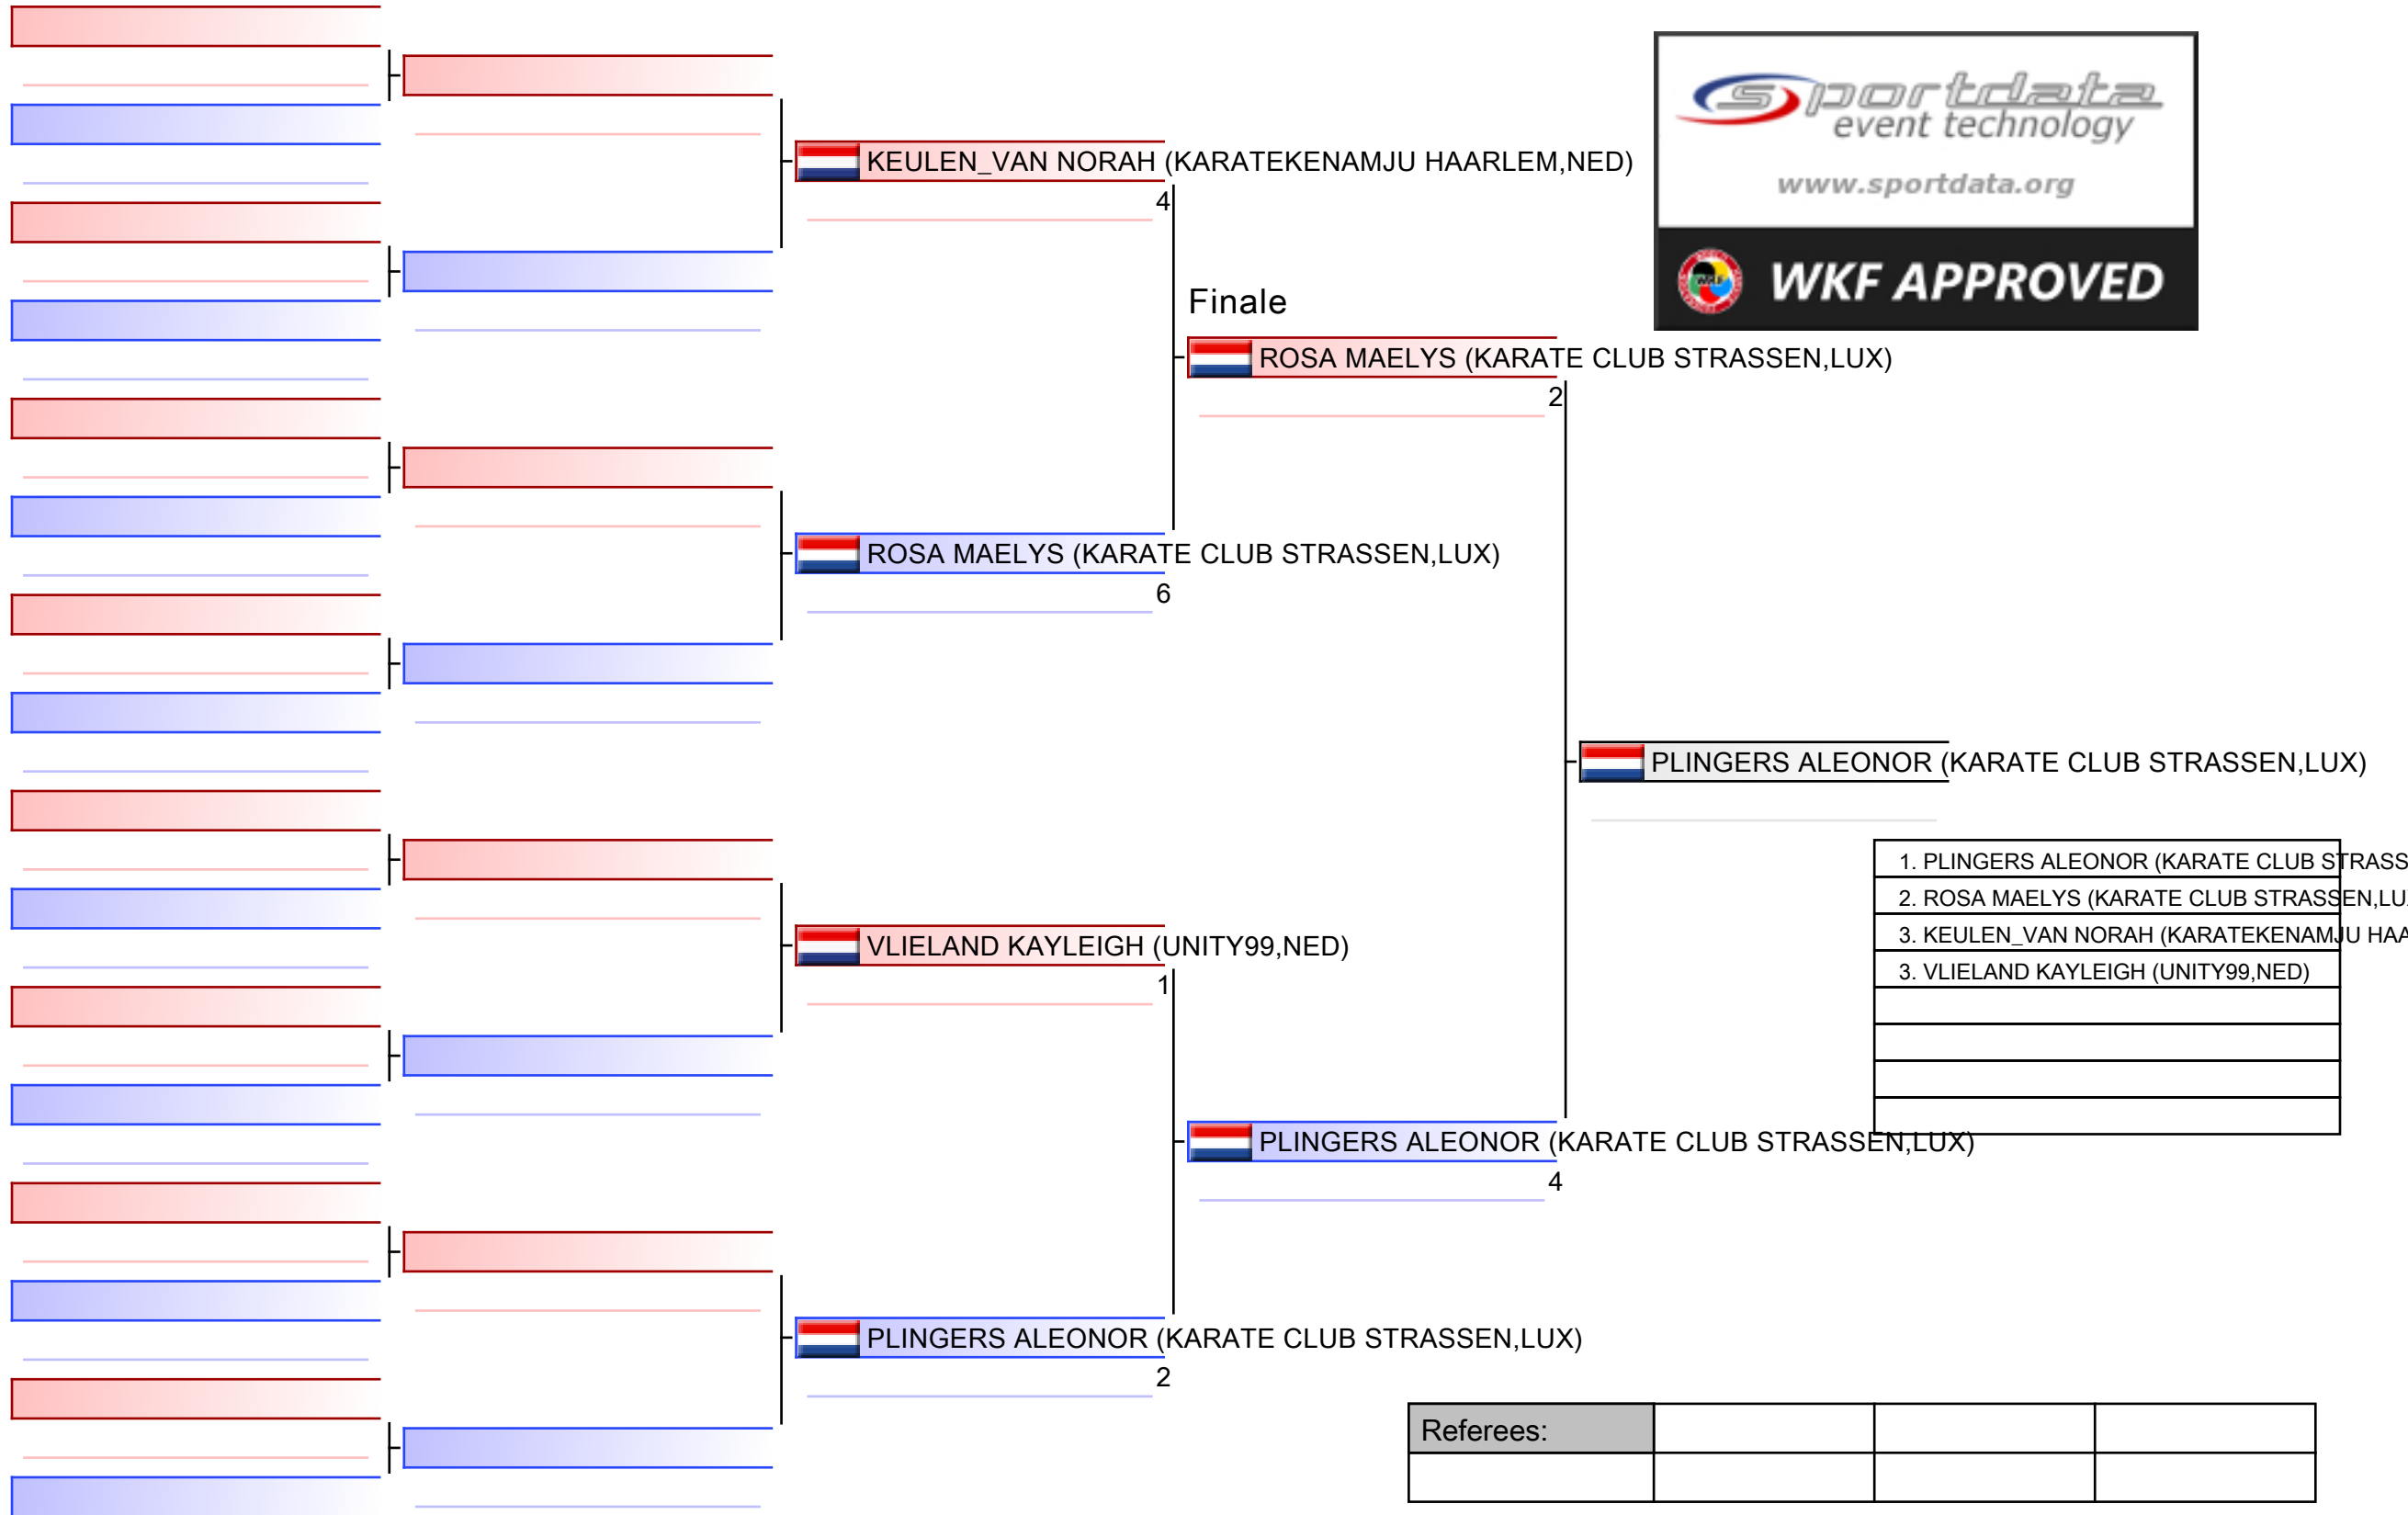 sportdata
event technology
www.sportdata.org
WKF
WKF APPROVED
KEULEN_VAN NORAH (KARATEKENAMJU HAARLEM,NED)
4
Finale
ROSA MAELYS (KARATE CLUB STRASSEN,LUX)
2
ROSA MAELYS (KARATE CLUB STRASSEN,LUX)
6
PLINGERS ALEONOR (KARATE CLUB STRASSEN,LUX)
1. PLINGERS ALEONOR (KARATE CLUB STRASS
2. ROSA MAELYS (KARATE CLUB STRASSEN,LU
3. KEULEN_VAN NORAH (KARATEKENAMJU HAA
3. VLIELAND KAYLEIGH (UNITY99,NED)
VLIELAND KAYLEIGH (UNITY99,NED)
1
PLINGERS ALEONOR (KARATE CLUB STRASSEN,LUX)
4
PLINGERS ALEONOR (KARATE CLUB STRASSEN,LUX)
2
Referees: